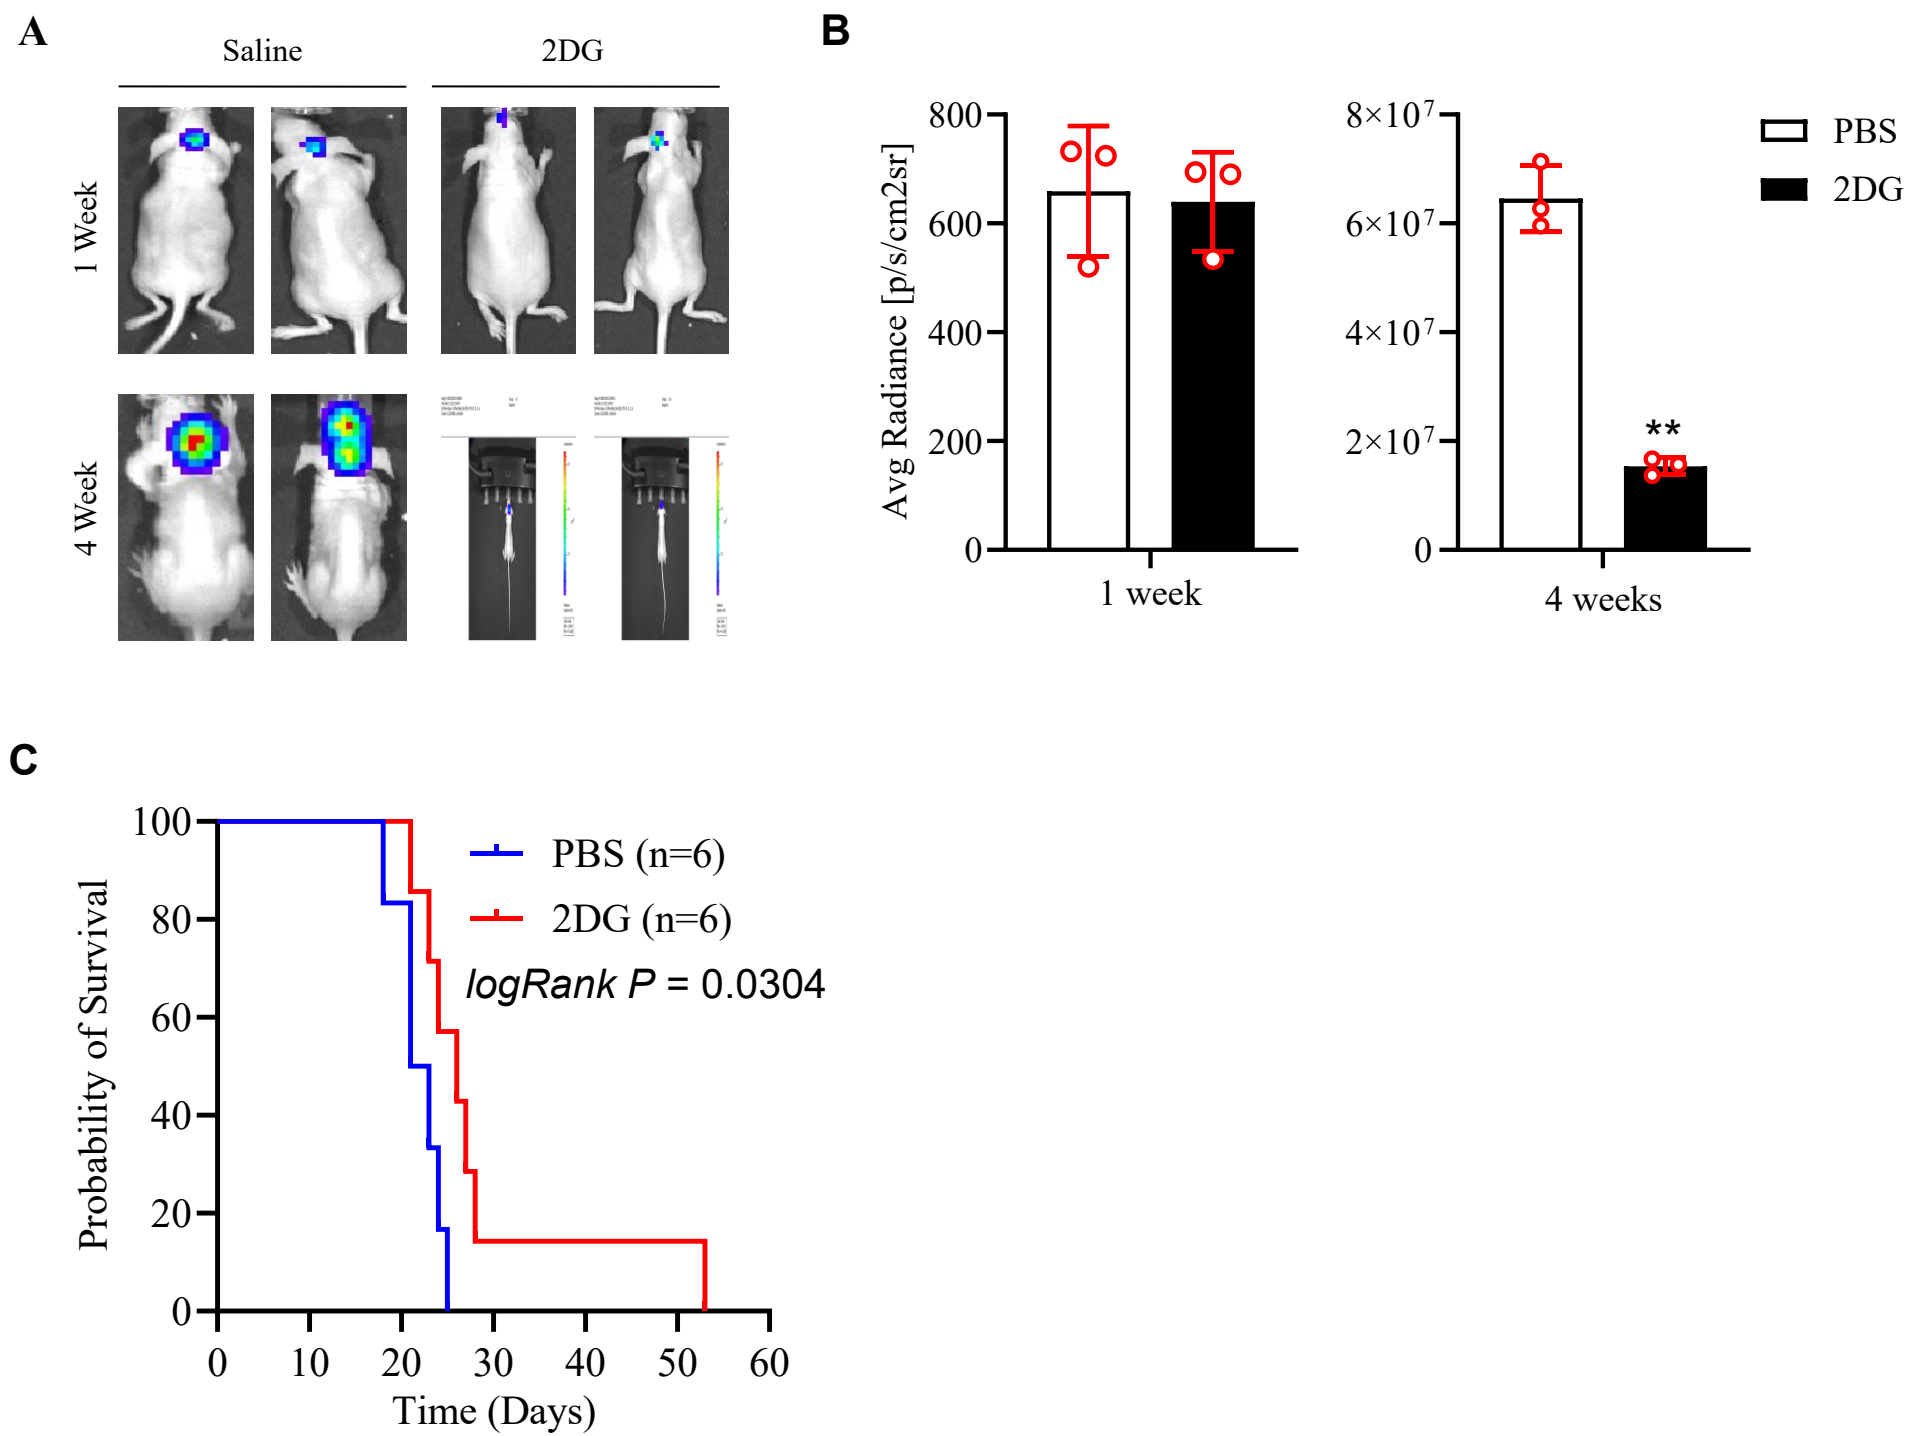 A
Saline
2DG
1 Week
4 Week
B
Avg Radiance [p/s/cm2sr]
800
600
400
200
0
1 week
8×10⁷
6×10⁷
4×10⁷
2×10⁷
0
**
4 weeks
PBS
2DG
C
Probability of Survival
100
80
60
40
20
0
PBS (n=6)
2DG (n=6)
logRank P = 0.0304
0 10 20 30 40 50 60
Time (Days)